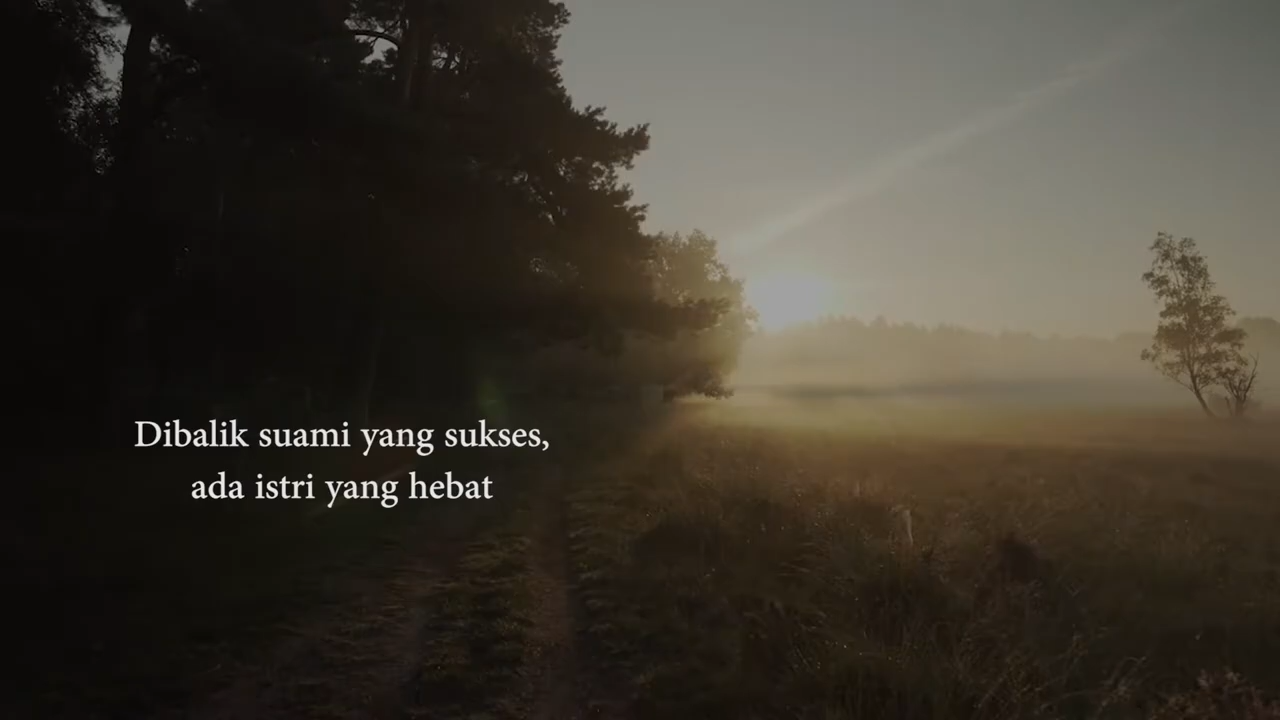 Dibalik suami yang sukses,
ada istri yang hebat